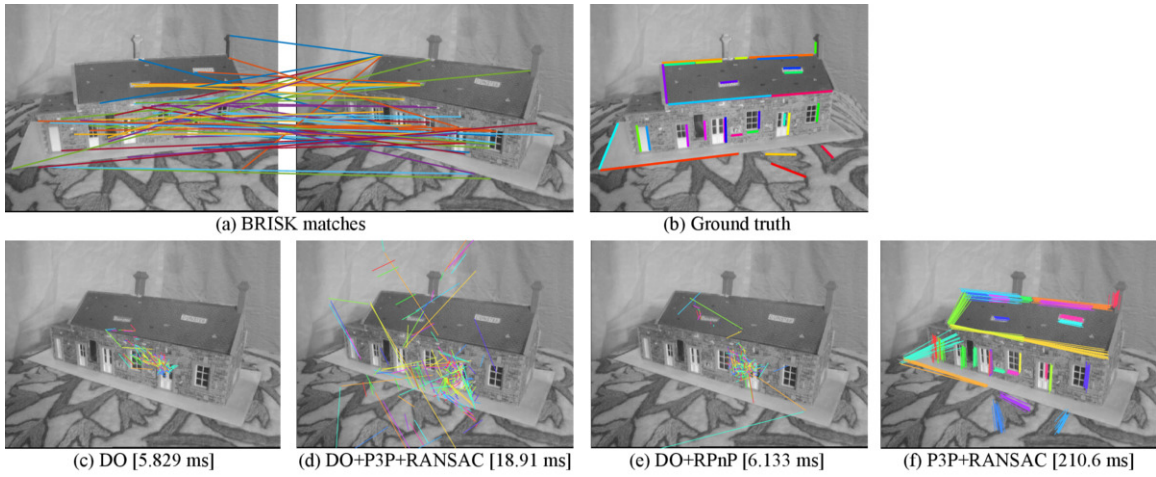 (a) BRISK matches
(b) Ground truth
(c) DO [5.829 ms]
(d) DO+P3P+RANSAC [18.91 ms]
(e) DO+RPnP [6.133 ms]
(f) P3P+RANSAC [210.6 ms]